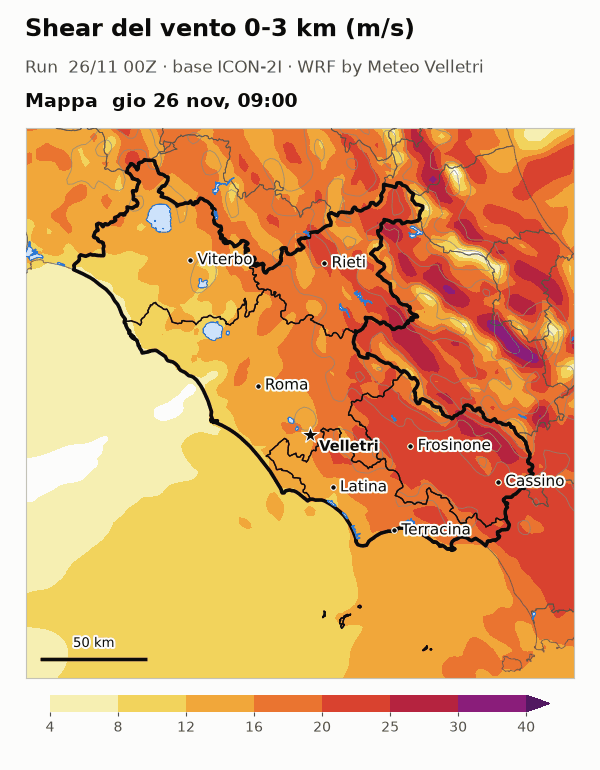 Shear del vento 0-3 km (m/s)
Run  26/11 00Z · base ICON-2I · WRF by Meteo Velletri
Mappa  gio 26 nov, 09:00
Viterbo
Rieti
Roma
Velletri
Frosinone
Cassino
Latina
Terracina
50 km
4 8 12 16 20 25 30 40